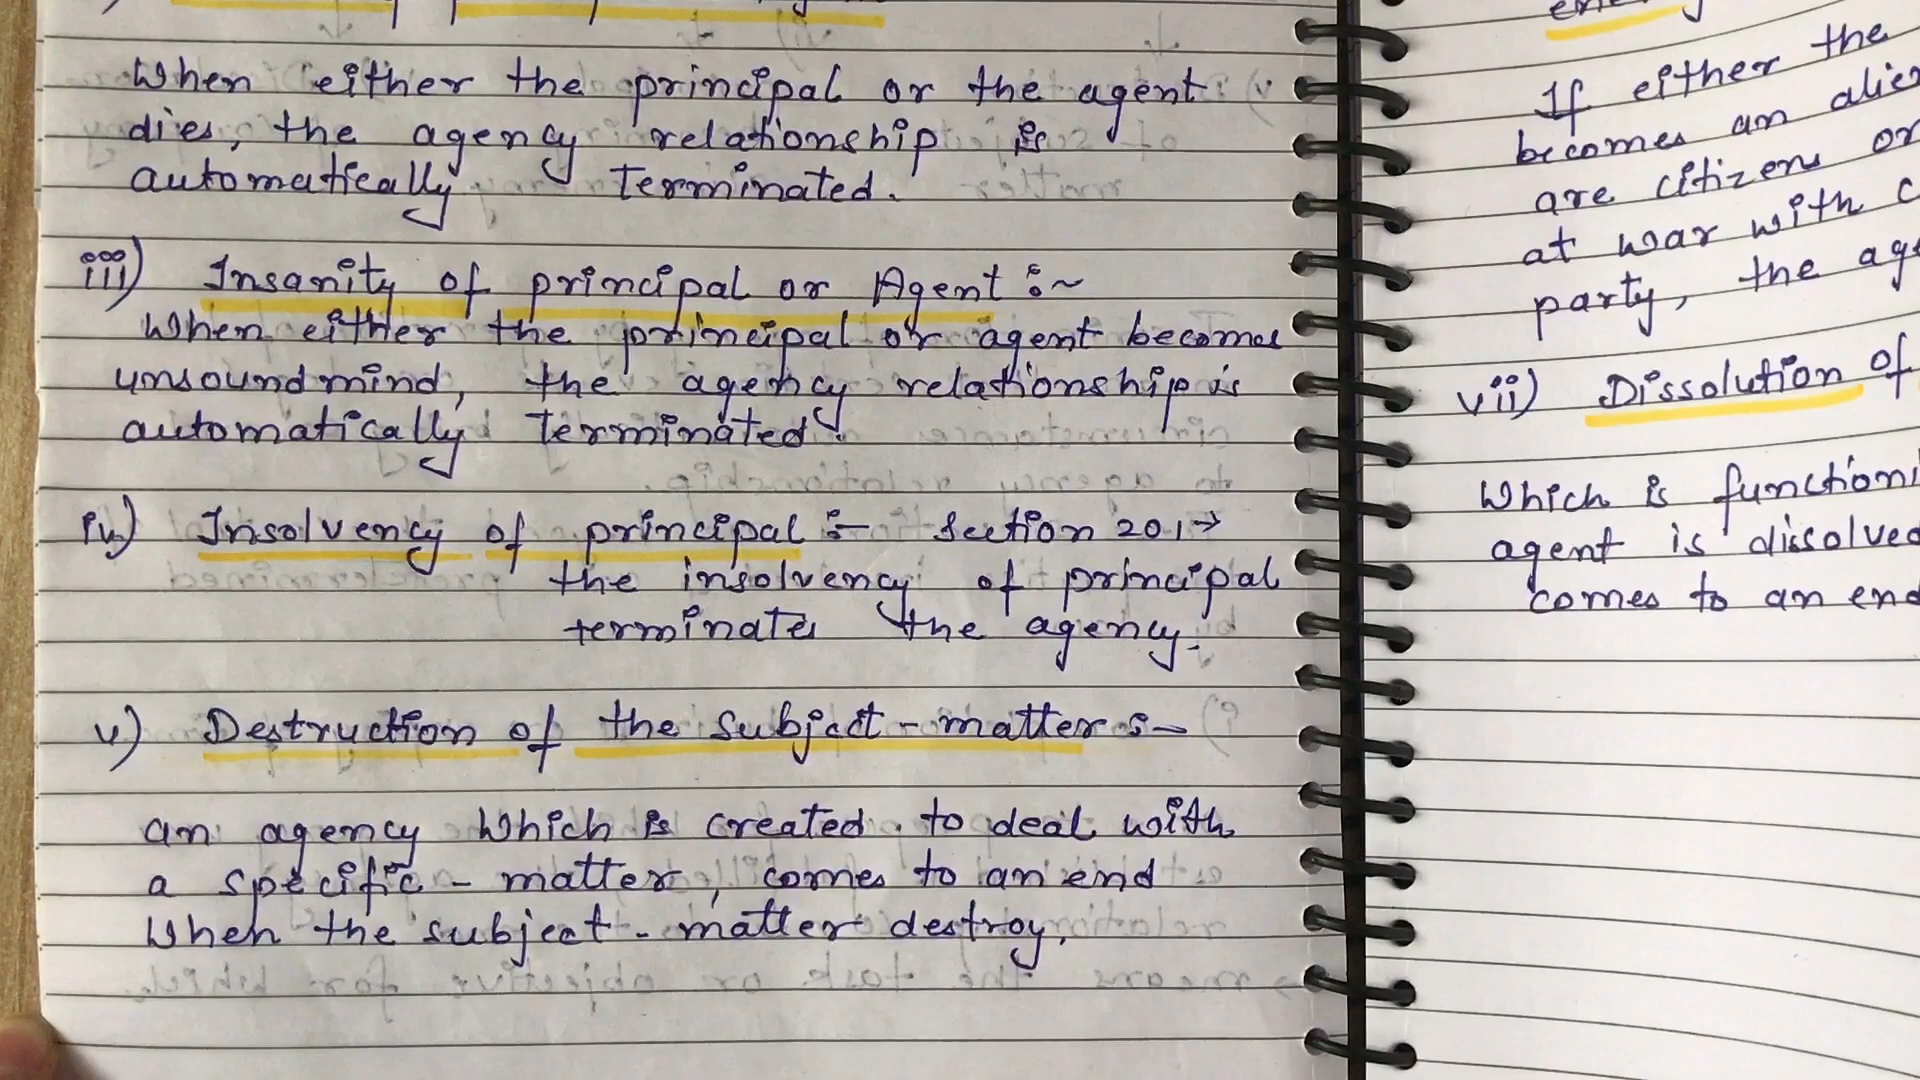 When either the principal or the agent
dies, the agency relationship is
automatically terminated.
iii) Insanity of principal or Agent :~
When either the principal or agent becomes
unsound mind, the agency relationship is
automatically Terminated.
iv) Insolvency of principal :- Section 201→
the insolvency of principal
terminates the agency.
v) Destruction of the Subject - matter :-
an agency which is created to deal with
a specific - matter, comes to an end
When the subject - matter destroy.
If either the
becomes an
are citizens or
at war with
party, the
vii) Dissolution of
Which is
agent is dissolved
comes to an end